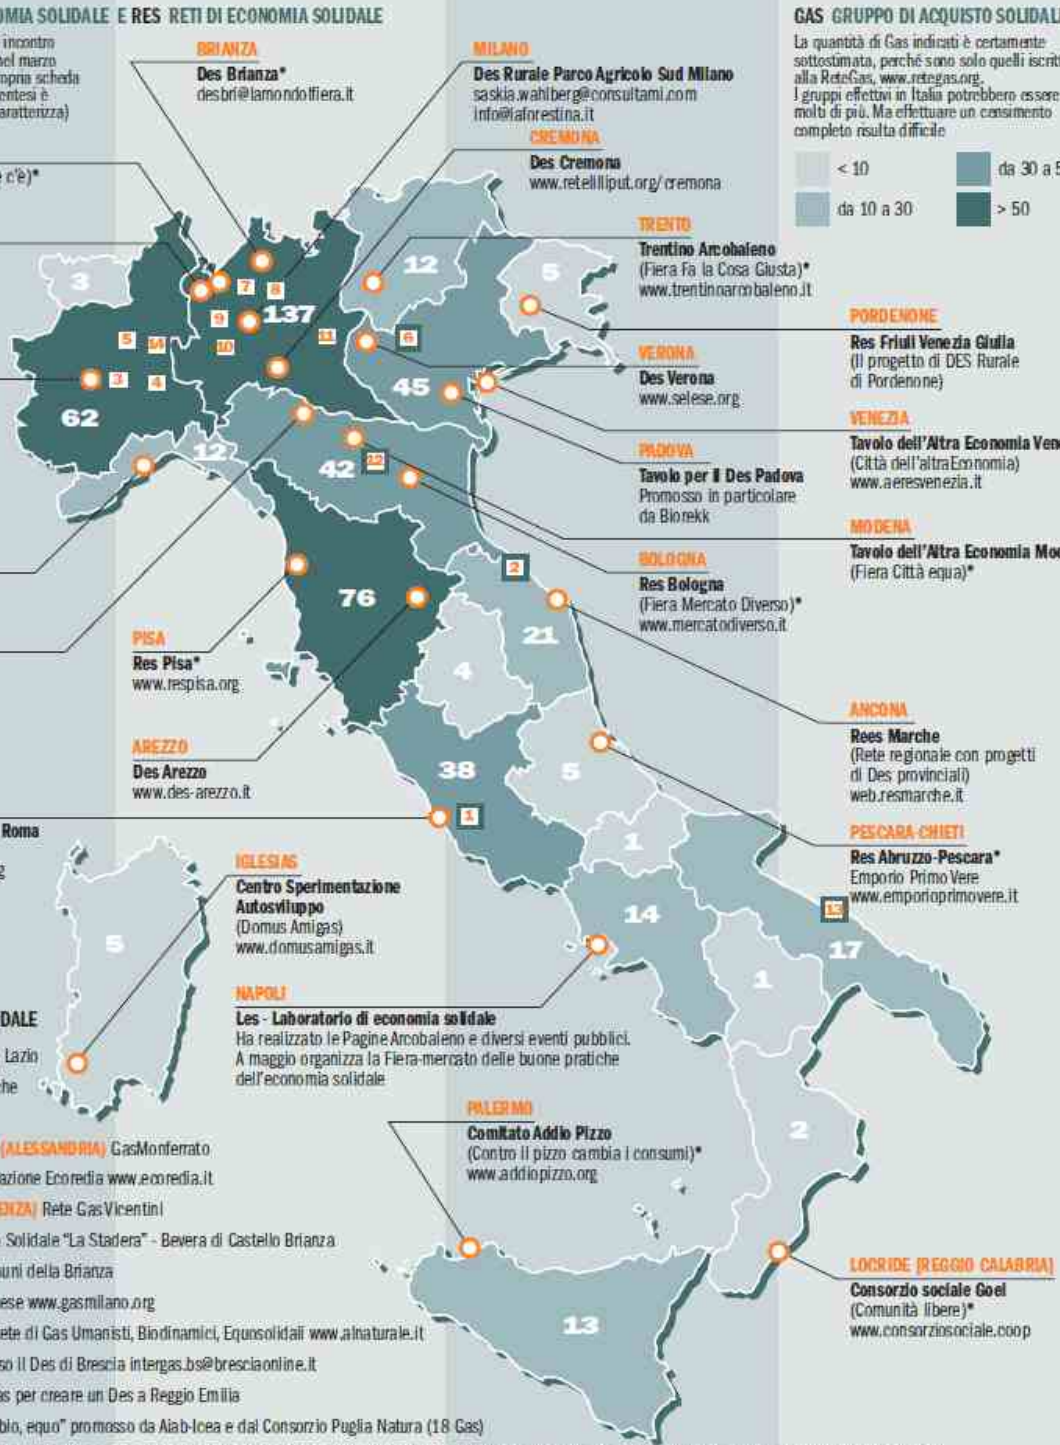 OMIA SOLIDALE E RES RETI DI ECONOMIA SOLIDALE
incontro
nel marzo
propria scheda
entesi è
aratterizza)
c'è)*
BRIANZA
Des Brianza*
desbri@lamondolfiera.it
MILANO
Des Rurale Parco Agricolo Sud Milano
saskia.wahlberg@consultami.com
info@laforestina.it
CREMONA
Des Cremona
www.retelilliput.org/cremona
GAS GRUPPO DI ACQUISTO SOLIDALE
La quantità di Gas indicati è certamente
sottostimata, perché sono solo quelli iscritti
alla ReteGas, www.retegas.org.
I gruppi effettivi in Italia potrebbero essere
molti di più. Ma effettuare un censimento
completo risulta difficile
< 10
da 30 a 5
da 10 a 30
> 50
TRENTO
Trentino Arcobaleno
(Fiera Fa la Cosa Giusta)*
www.trentinoarcobaleno.it
PORDENONE
Res Friuli Venezia Giulia
(Il progetto di DES Rurale
di Pordenone)
VERONA
Des Verona
www.selese.org
VENEZIA
Tavolo dell'Altra Economia Vene
(Città dell'altraEconomia)
www.aeresvenezia.it
PADOVA
Tavolo per il Des Padova
Promosso in particolare
da Biorekk
MODENA
Tavolo dell'Altra Economia Mod
(Fiera Città equa)*
BOLOGNA
Res Bologna
(Fiera Mercato Diverso)*
www.mercatodiverso.it
3
12
5
7
8
9
137
10
11
6
5
14
3
4
62
45
12
42
12
2
76
21
4
PISA
Res Pisa*
www.respisa.org
AREZZO
Des Arezzo
www.des-arezzo.it
38
5
1
1
ANCONA
Rees Marche
(Rete regionale con progetti
di Des provinciali)
web.resmarche.it
PESCARA-CHIETI
Res Abruzzo-Pescara*
Emporio Primo Vere
www.emporioprimovere.it
Roma
g
IGLESIAS
Centro Sperimentazione
Autosviluppo
(Domus Amigas)
www.domusamigas.it
5
14
13
17
1
NAPOLI
Les - Laboratorio di economia solidale
Ha realizzato le Pagine Arcobaleno e diversi eventi pubblici.
A maggio organizza la Fiera-mercato delle buone pratiche
dell'economia solidale
DALE
Lazio
che
PALERMO
Comitato Addio Pizzo
(Contro il pizzo cambia i consumi)*
www.addiopizzo.org
2
13
LOCRIDE (REGGIO CALABRIA)
Consorzio sociale Goel
(Comunità libere)*
www.consorziosociale.coop
(ALESSANDRIA) GasMonferrato
azione Ecoredia www.ecoredia.it
ENZA) Rete GasVicentini
Solidale "La Stadera" - Bevera di Castello Brianza
uni della Brianza
ese www.gasmilano.org
ete di Gas Umanisti, Biodinamici, Equosolidali www.alnaturale.it
so il Des di Brescia intergas.bs@bresciaonline.it
as per creare un Des a Reggio Emilia
bio, equo" promosso da Aiab-Icea e dal Consorzio Puglia Natura (18 Gas)